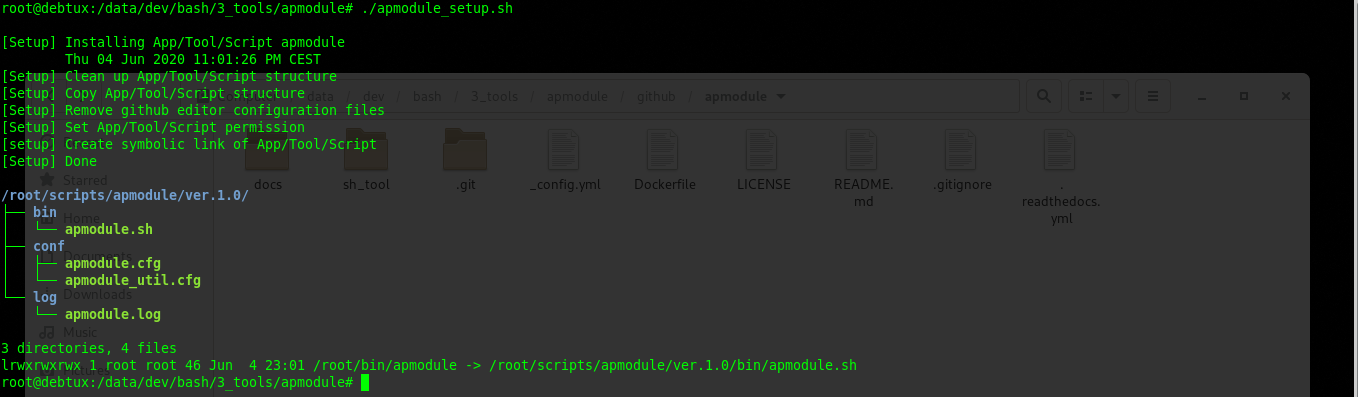 root@debtux:/data/dev/bash/3_tools/apmodule# ./apmodule_setup.sh
[Setup] Installing App/Tool/Script apmodule
Thu 04 Jun 2020 11:01:26 PM CEST
[Setup] Clean up App/Tool/Script structure
[Setup] Copy App/Tool/Script structure
[Setup] Remove github editor configuration files
[Setup] Set App/Tool/Script permission
[setup] Create symbolic link of App/Tool/Script
[Setup] Done
/root/scripts/apmodule/ver.1.0/
├── bin
│   └── apmodule.sh
├── conf
│   ├── apmodule.cfg
│   └── apmodule_util.cfg
└── log
    └── apmodule.log
3 directories, 4 files
lrwxrwxrwx 1 root root 46 Jun  4 23:01 /root/bin/apmodule -> /root/scripts/apmodule/ver.1.0/bin/apmodule.sh
root@debtux:/data/dev/bash/3_tools/apmodule#
data / dev / bash / 3_tools / apmodule / github / apmodule
Starred
Home
Documents
Downloads
Music
docs
sh_tool
.git
_config.yml
Dockerfile
LICENSE
README.
md
.gitignore
.
readthedocs.
yml